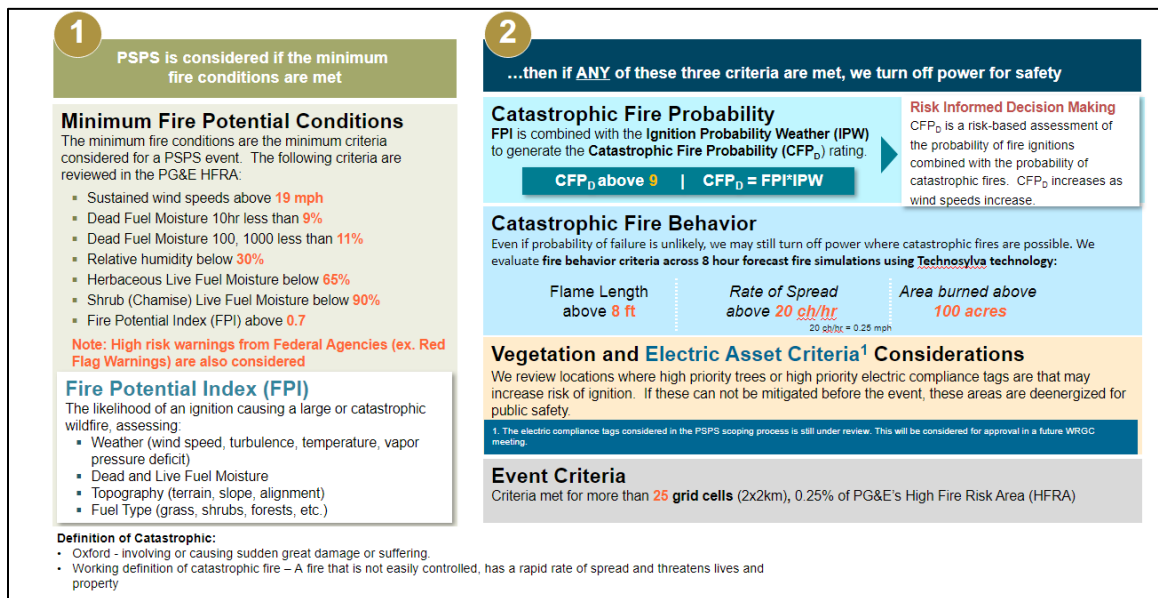 1
PSPS is considered if the minimum
fire conditions are met
Minimum Fire Potential Conditions
The minimum fire conditions are the minimum criteria
considered for a PSPS event.  The following criteria are
reviewed in the PG&E HFRA:
▪ Sustained wind speeds above 19 mph
▪ Dead Fuel Moisture 10hr less than 9%
▪ Dead Fuel Moisture 100, 1000 less than 11%
▪ Relative humidity below 30%
▪ Herbaceous Live Fuel Moisture below 65%
▪ Shrub (Chamise) Live Fuel Moisture below 90%
▪ Fire Potential Index (FPI) above 0.7
Note: High risk warnings from Federal Agencies (ex. Red
Flag Warnings) are also considered
Fire Potential Index (FPI)
The likelihood of an ignition causing a large or catastrophic
wildfire, assessing:
▪ Weather (wind speed, turbulence, temperature, vapor
pressure deficit)
▪ Dead and Live Fuel Moisture
▪ Topography (terrain, slope, alignment)
▪ Fuel Type (grass, shrubs, forests, etc.)
2
…then if ANY of these three criteria are met, we turn off power for safety
Catastrophic Fire Probability
FPI is combined with the Ignition Probability Weather (IPW)
to generate the Catastrophic Fire Probability (CFPD) rating.
CFPD above 9 | CFPD = FPI*IPW
Risk Informed Decision Making
CFPD is a risk-based assessment of
the probability of fire ignitions
combined with the probability of
catastrophic fires.  CFPD increases as
wind speeds increase.
Catastrophic Fire Behavior
Even if probability of failure is unlikely, we may still turn off power where catastrophic fires are possible. We
evaluate fire behavior criteria across 8 hour forecast fire simulations using Technosylva technology:
Flame Length
above 8 ft
Rate of Spread
above 20 ch/hr
20 ch/hr = 0.25 mph
Area burned above
100 acres
Vegetation and Electric Asset Criteria1 Considerations
We review locations where high priority trees or high priority electric compliance tags are that may
increase risk of ignition.  If these can not be mitigated before the event, these areas are deenergized for
public safety.
1. The electric compliance tags considered in the PSPS scoping process is still under review. This will be considered for approval in a future WRGC
meeting.
Event Criteria
Criteria met for more than 25 grid cells (2x2km), 0.25% of PG&E's High Fire Risk Area (HFRA)
Definition of Catastrophic:
• Oxford - involving or causing sudden great damage or suffering.
• Working definition of catastrophic fire – A fire that is not easily controlled, has a rapid rate of spread and threatens lives and
property